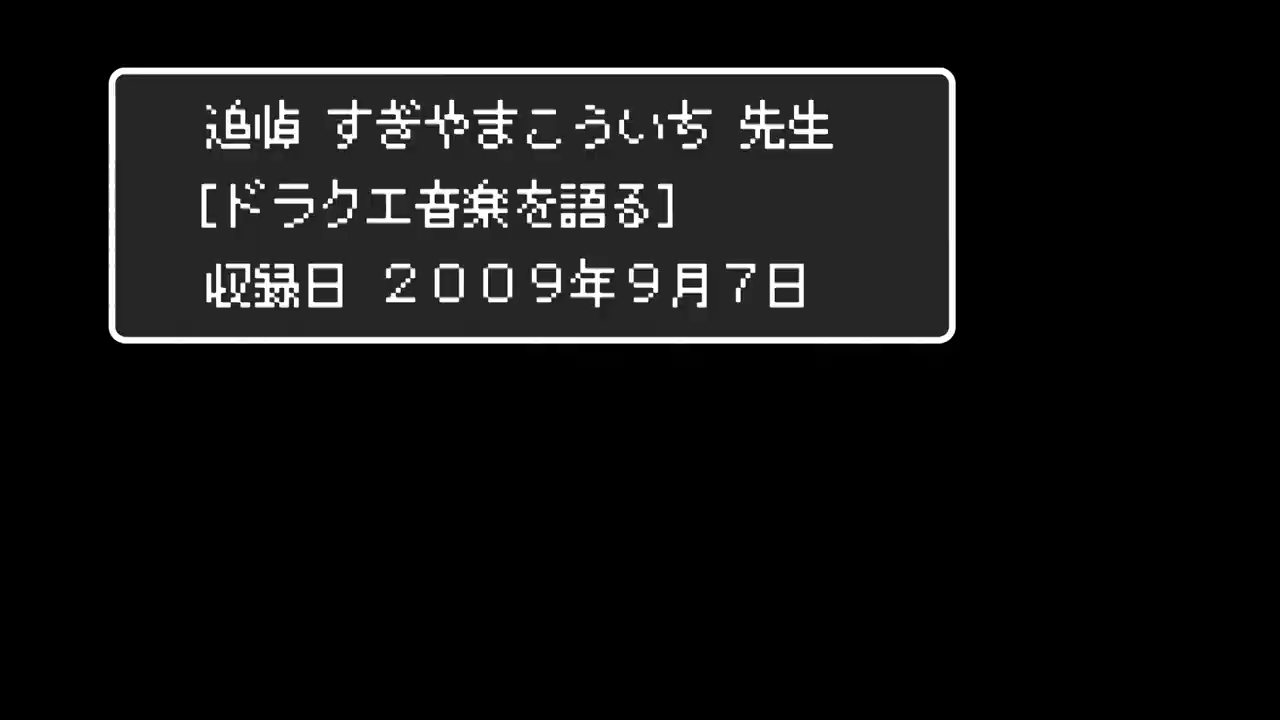 追悼 すぎやまこういち 先生
[ドラクエ音楽を語る]
収録日 2009年9月7日